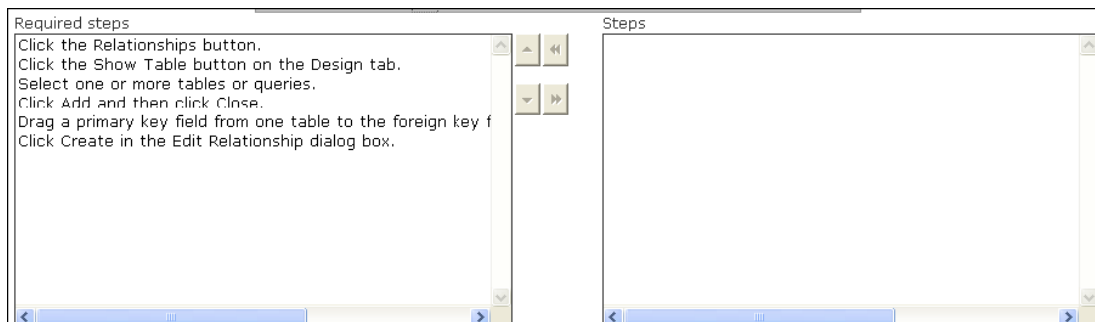 Required steps
Steps
Click the Relationships button.
Click the Show Table button on the Design tab.
Select one or more tables or queries.
Click Add and then click Close.
Drag a primary key field from one table to the foreign key f
Click Create in the Edit Relationship dialog box.